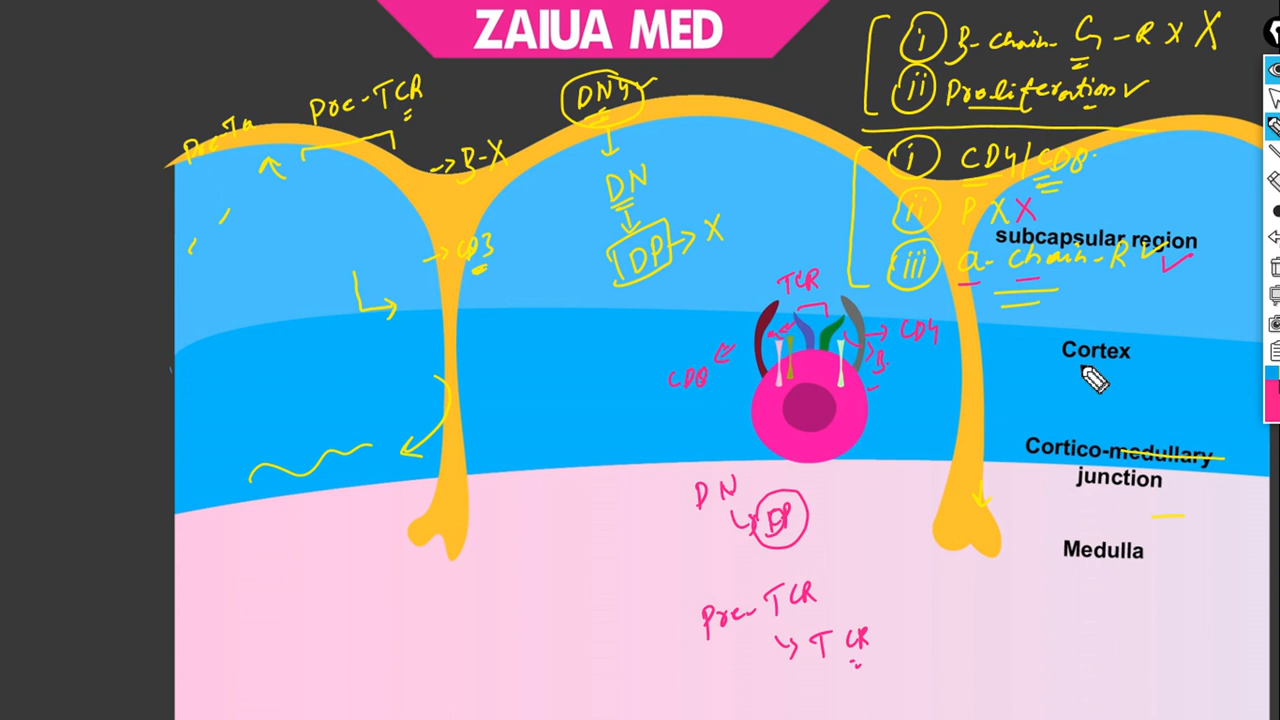 ZAIUA MED
i β-chain G-R X X
ii Proliferation ✓
Pre-TCR
DN4 ✓
→ β-X
DN
DP → X
i CD4/CD8
ii P X X
iii α-chain-R ✓
→ CD3
subcapsular region
TCR
CD8
CD4
β
Cortex
Cortico-medullary
junction
DN
DP
Medulla
Pre-TCR
↳ TCR